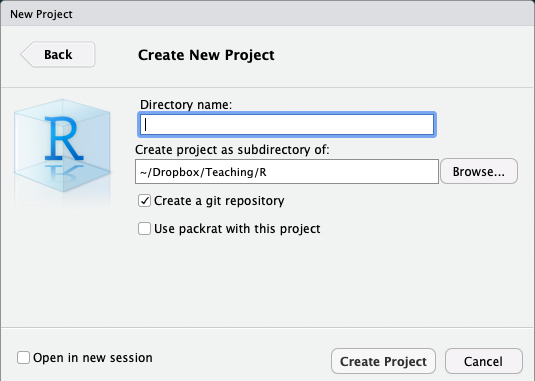 New Project
Back
Create New Project
R
Directory name:
Create project as subdirectory of:
~/Dropbox/Teaching/R
Browse...
Create a git repository
Use packrat with this project
Open in new session
Create Project
Cancel